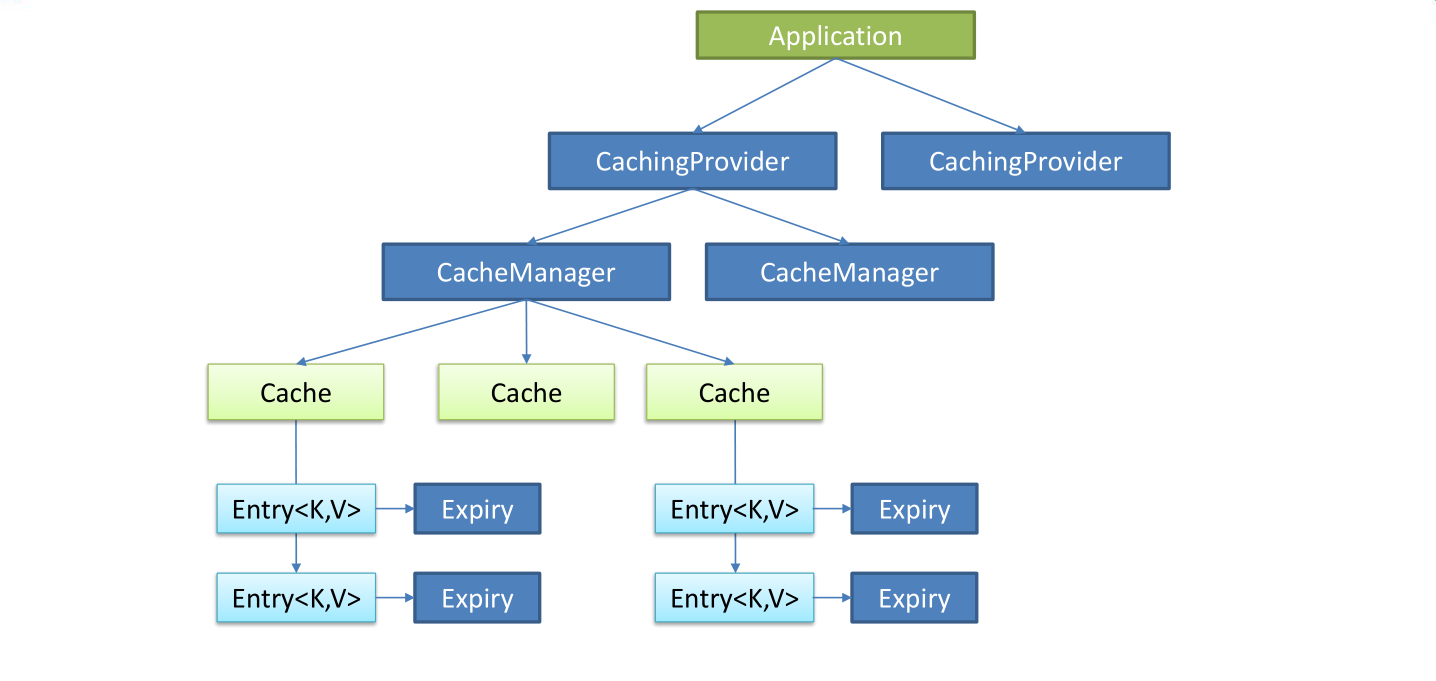 Application
CachingProvider
CachingProvider
CacheManager
CacheManager
Cache
Cache
Cache
Entry<K,V>
Expiry
Entry<K,V>
Expiry
Entry<K,V>
Expiry
Entry<K,V>
Expiry